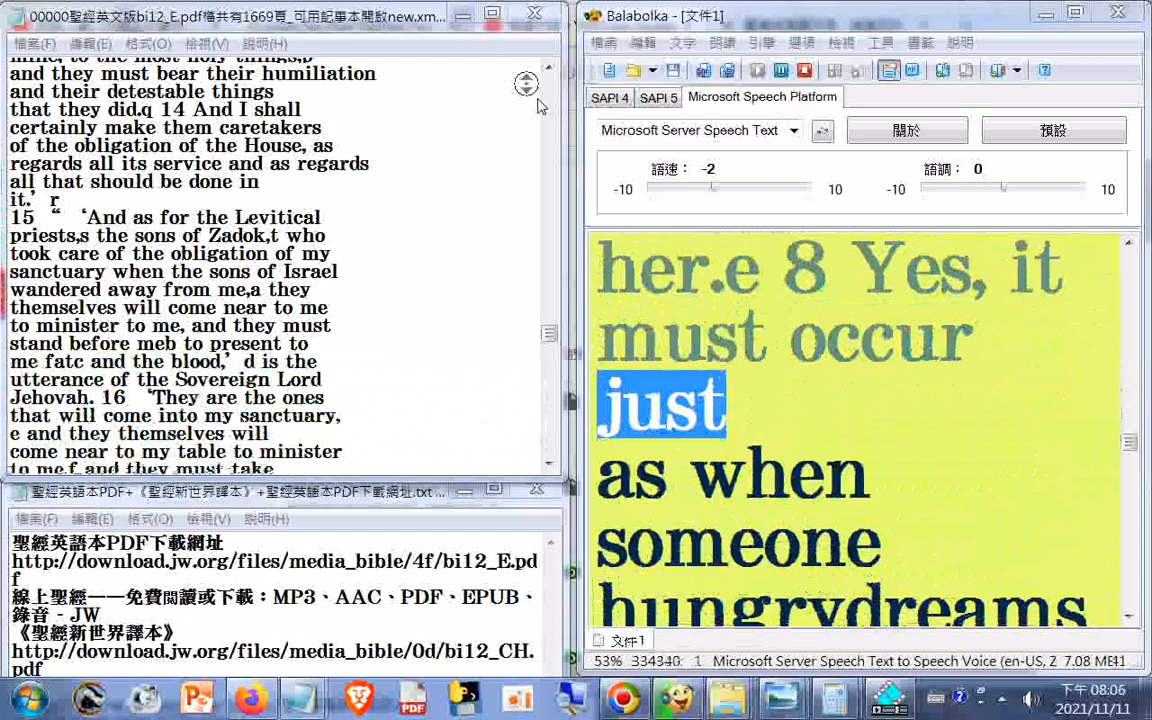 00000聖經英文版bi12_E.pdf檔共有1669頁_可用記事本開啟new.xm...
檔案(F) 編輯(E) 格式(O) 檢視(V) 說明(H)
mine, to the most holy things,p
and they must bear their humiliation
and their detestable things
that they did.q 14 And I shall
certainly make them caretakers
of the obligation of the House, as
regards all its service and as regards
all that should be done in
it.’ r
15 “ ‘And as for the Levitical
priests,s the sons of Zadok,t who
took care of the obligation of my
sanctuary when the sons of Israel
wandered away from me,a they
themselves will come near to me
to minister to me, and they must
stand before meb to present to
me fatc and the blood,’ d is the
utterance of the Sovereign Lord
Jehovah. 16 ‘They are the ones
that will come into my sanctuary,
e and they themselves will
come near to my table to minister
to me,f and they must take
聖經英語本PDF+《聖經新世界譯本》+聖經英語本PDF下載網址.txt ...
檔案(F) 編輯(E) 格式(O) 檢視(V) 說明(H)
聖經英語本PDF下載網址
http://download.jw.org/files/media_bible/4f/bi12_E.pd
f
線上聖經——免費閱讀或下載：MP3、AAC、PDF、EPUB、
錄音 - JW
《聖經新世界譯本》
http://download.jw.org/files/media_bible/0d/bi12_CH.
pdf
Balabolka - [文件1]
檔案 編輯 文字 朗讀 引擎 選項 檢視 工具 書籤 說明
SAPI 4 SAPI 5 Microsoft Speech Platform
Microsoft Server Speech Text 關於 預設
語速： -2 語調： 0
-10 10 -10 10
her.e 8 Yes, it
must occur
just
as when
someone
hungrydreams
文件1
53% 334340: 1 Microsoft Server Speech Text to Speech Voice (en-US, Z 7.08 ME41
下午 08:06
2021/11/11